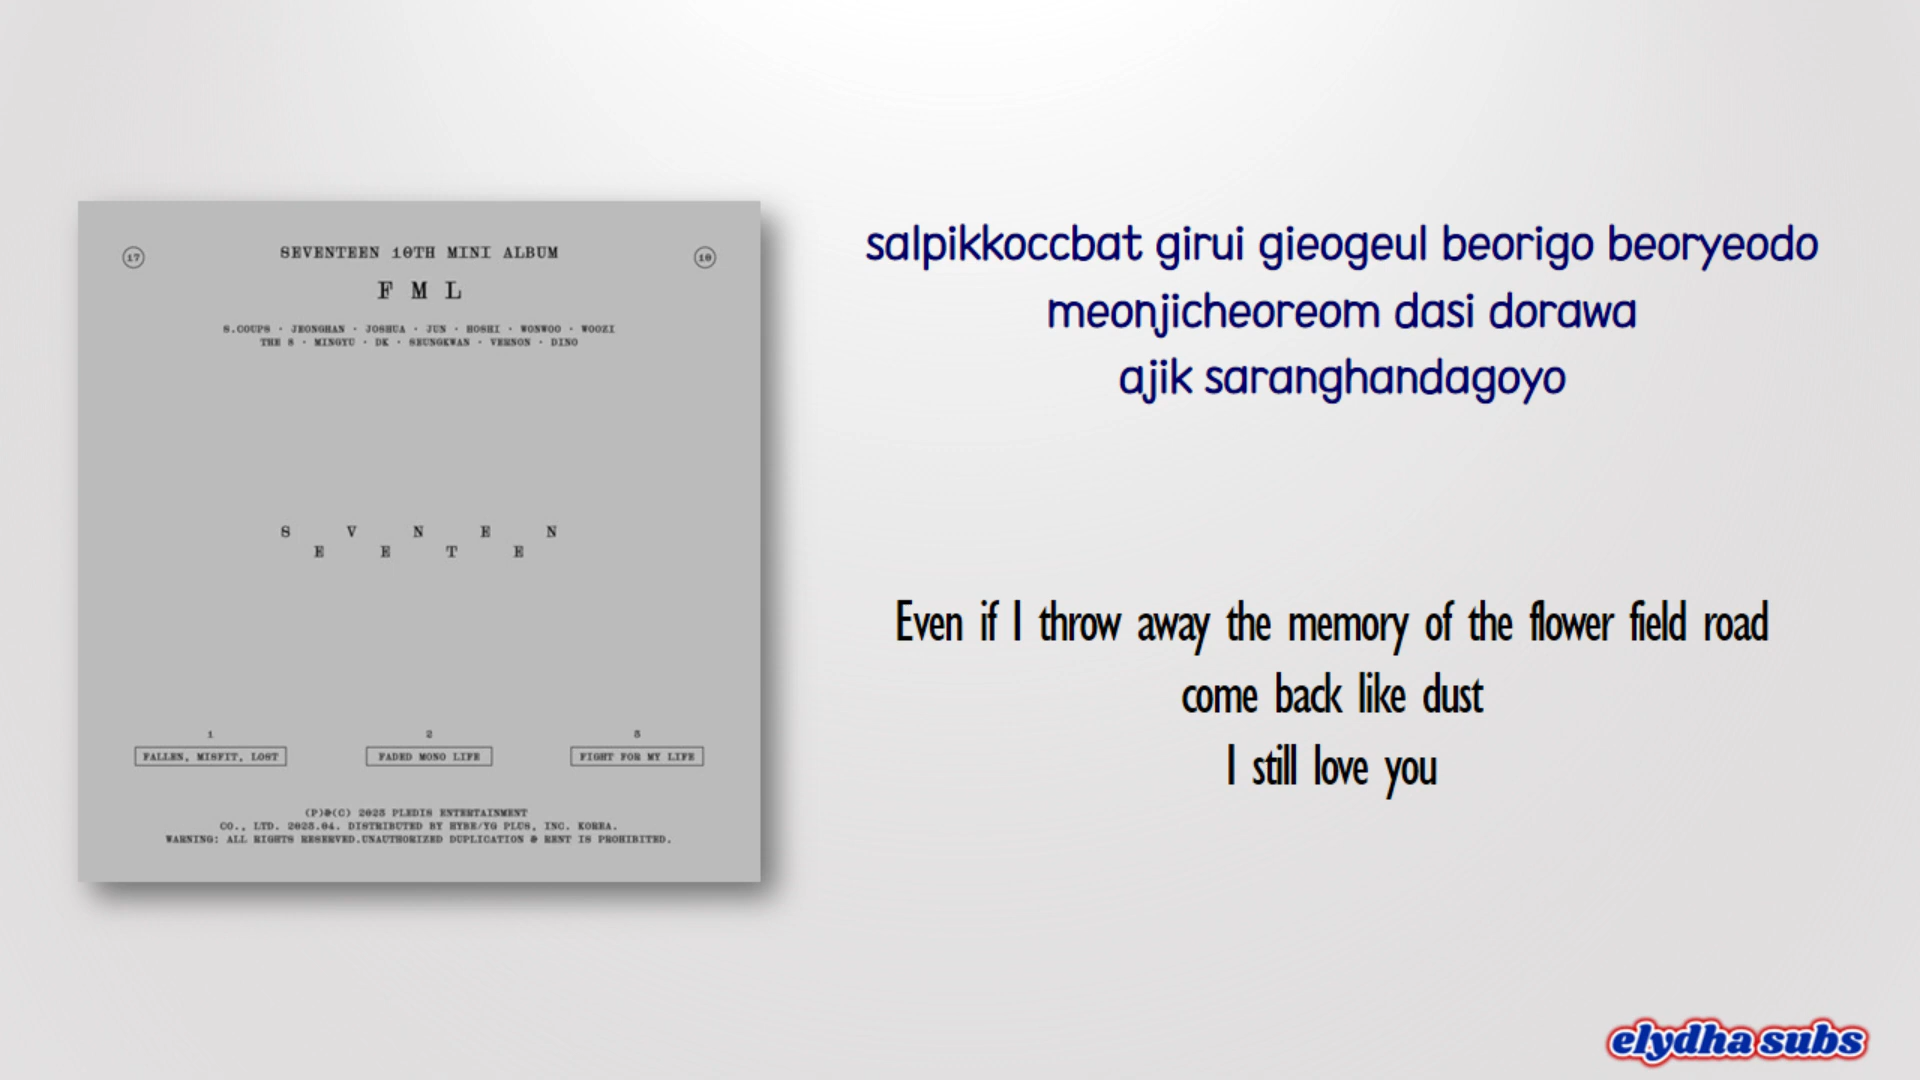 17
SEVENTEEN 10TH MINI ALBUM
10
F M L
S.COUPS · JEONGHAN · JOSHUA · JUN · HOSHI · WONWOO · WOOZI
THE 8 · MINGYU · DK · SEUNGKWAN · VERNON · DINO
S E V E N T E E N
1
2
3
FALLEN, MISFIT, LOST
FADED MONO LIFE
FIGHT FOR MY LIFE
(P)&(C) 2023 PLEDIS ENTERTAINMENT
CO., LTD. 2023.04. DISTRIBUTED BY HYBE/YG PLUS, INC. KOREA.
WARNING: ALL RIGHTS RESERVED.UNAUTHORIZED DUPLICATION & RENT IS PROHIBITED.
salpikkoccbat girui gieogeul beorigo beoryeodo
meonjicheoreom dasi dorawa
ajik saranghandagoyo
Even if I throw away the memory of the flower field road
come back like dust
I still love you
elydha subs